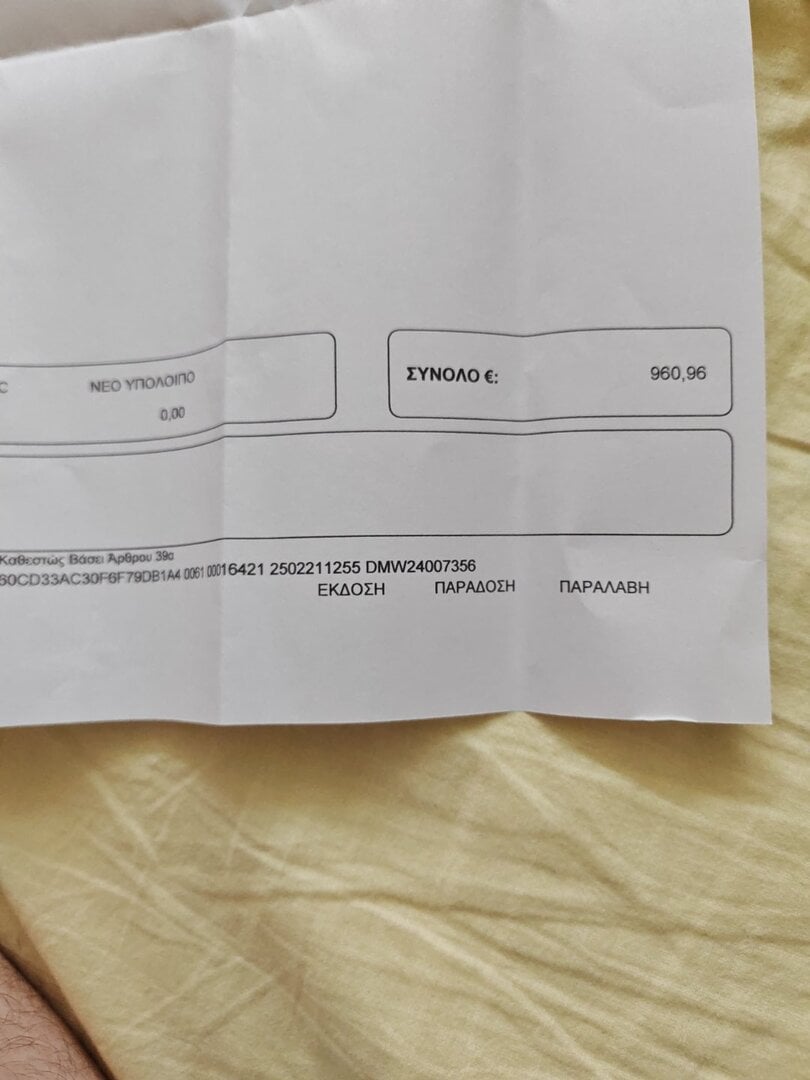 C
ΝΕΟ ΥΠΟΛΟΙΠΟ
0,00
ΣΥΝΟΛΟ €: 960,96
Καθεστώς Βάσει Άρθρου 39α
60CD33AC30F6F79DB1A4 0061 00016421 2502211255 DMW24007356
ΕΚΔΟΣΗ ΠΑΡΑΔΟΣΗ ΠΑΡΑΛΑΒΗ